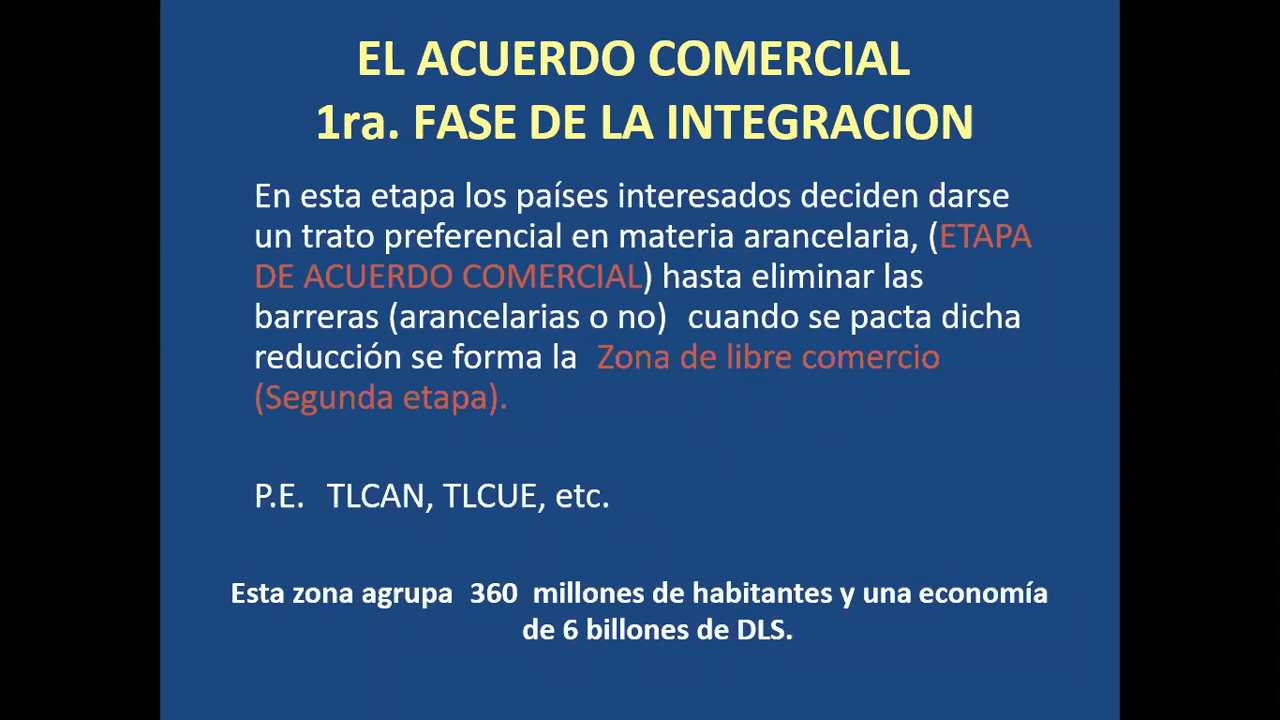 EL ACUERDO COMERCIAL
1ra. FASE DE LA INTEGRACION
En esta etapa los países interesados deciden darse
un trato preferencial en materia arancelaria, (ETAPA
DE ACUERDO COMERCIAL) hasta eliminar las
barreras (arancelarias o no) cuando se pacta dicha
reducción se forma la Zona de libre comercio
(Segunda etapa).
P.E. TLCAN, TLCUE, etc.
Esta zona agrupa 360 millones de habitantes y una economía
de 6 billones de DLS.